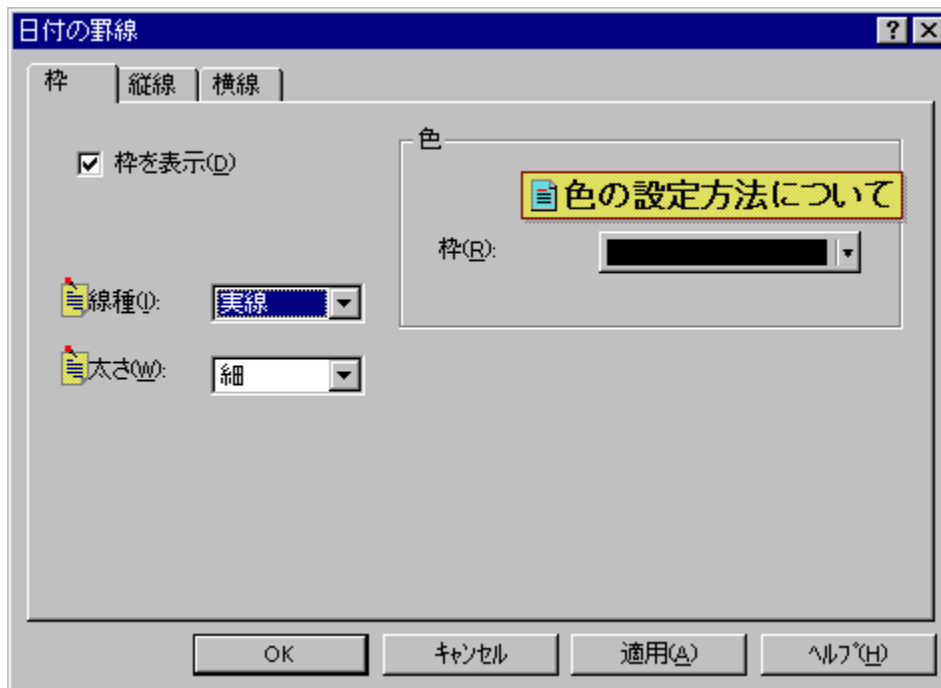 日付の罫線
枠 縦線 横線
枠を表示(D)
色
色の設定方法について
枠(R):
線種(I): 実線
太さ(W): 細
OK ｷｬﾝｾﾙ 適用(A) ﾍﾙﾌﾟ(H)